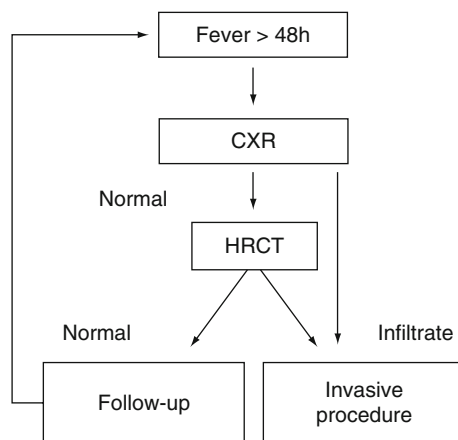 Fever > 48h
CXR
Normal
HRCT
Normal
Infiltrate
Follow-up
Invasive
procedure